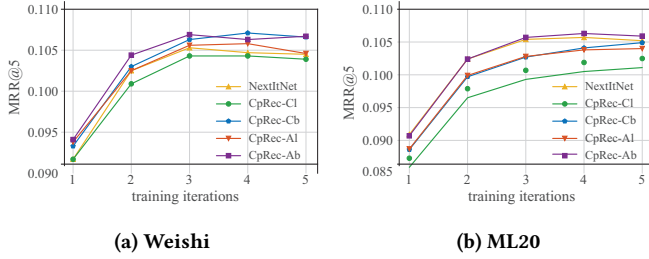 MRR@5
0.110
0.105
0.100
0.095
0.090
NextItNet
CpRec-Cl
CpRec-Cb
CpRec-Al
CpRec-Ab
1 2 3 4 5
training iterations
(a) Weishi
MRR@5
0.110
0.105
0.100
0.095
0.090
0.085
NextItNet
CpRec-Cl
CpRec-Cb
CpRec-Al
CpRec-Ab
1 2 3 4 5
training iterations
(b) ML20